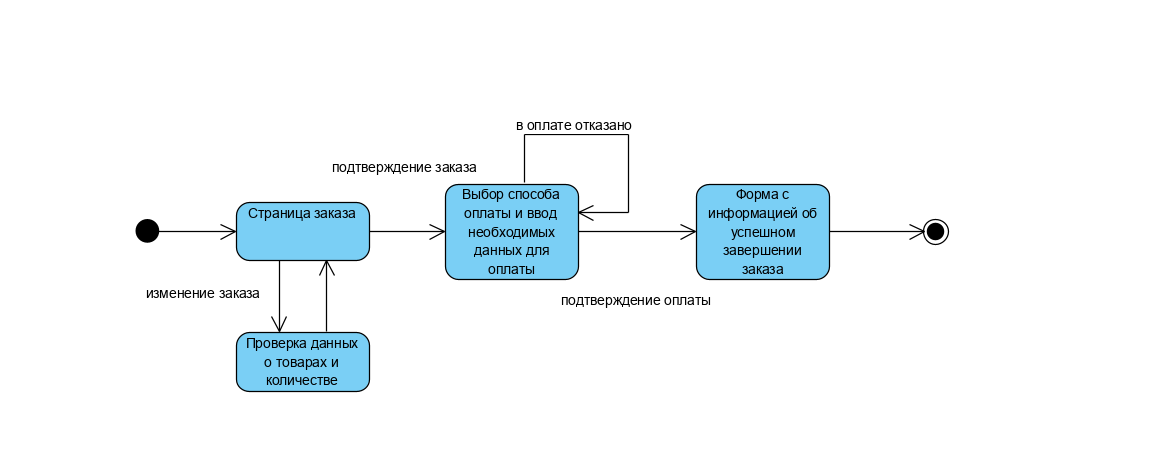 в оплате отказано
подтверждение заказа
Страница заказа
Выбор способа
оплаты и ввод
необходимых
данных для
оплаты
Форма с
информацией об
успешном
завершении
заказа
изменение заказа
подтверждение оплаты
Проверка данных
о товарах и
количестве